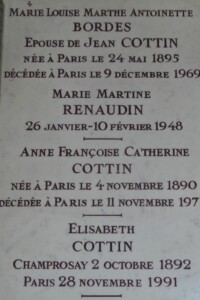 Marie Louise Marthe Antoinette
BORDES
Epouse de Jean COTTIN
née à Paris le 24 mai 1895
décédée à Paris le 9 décembre 1969
Marie Martine
RENAUDIN
26 janvier-10 février 1948
Anne Françoise Catherine
COTTIN
née à Paris le 4 novembre 1890
décédée à Paris le 11 novembre 197
Elisabeth
COTTIN
Champrosay 2 octobre 1892
Paris 28 novembre 1991